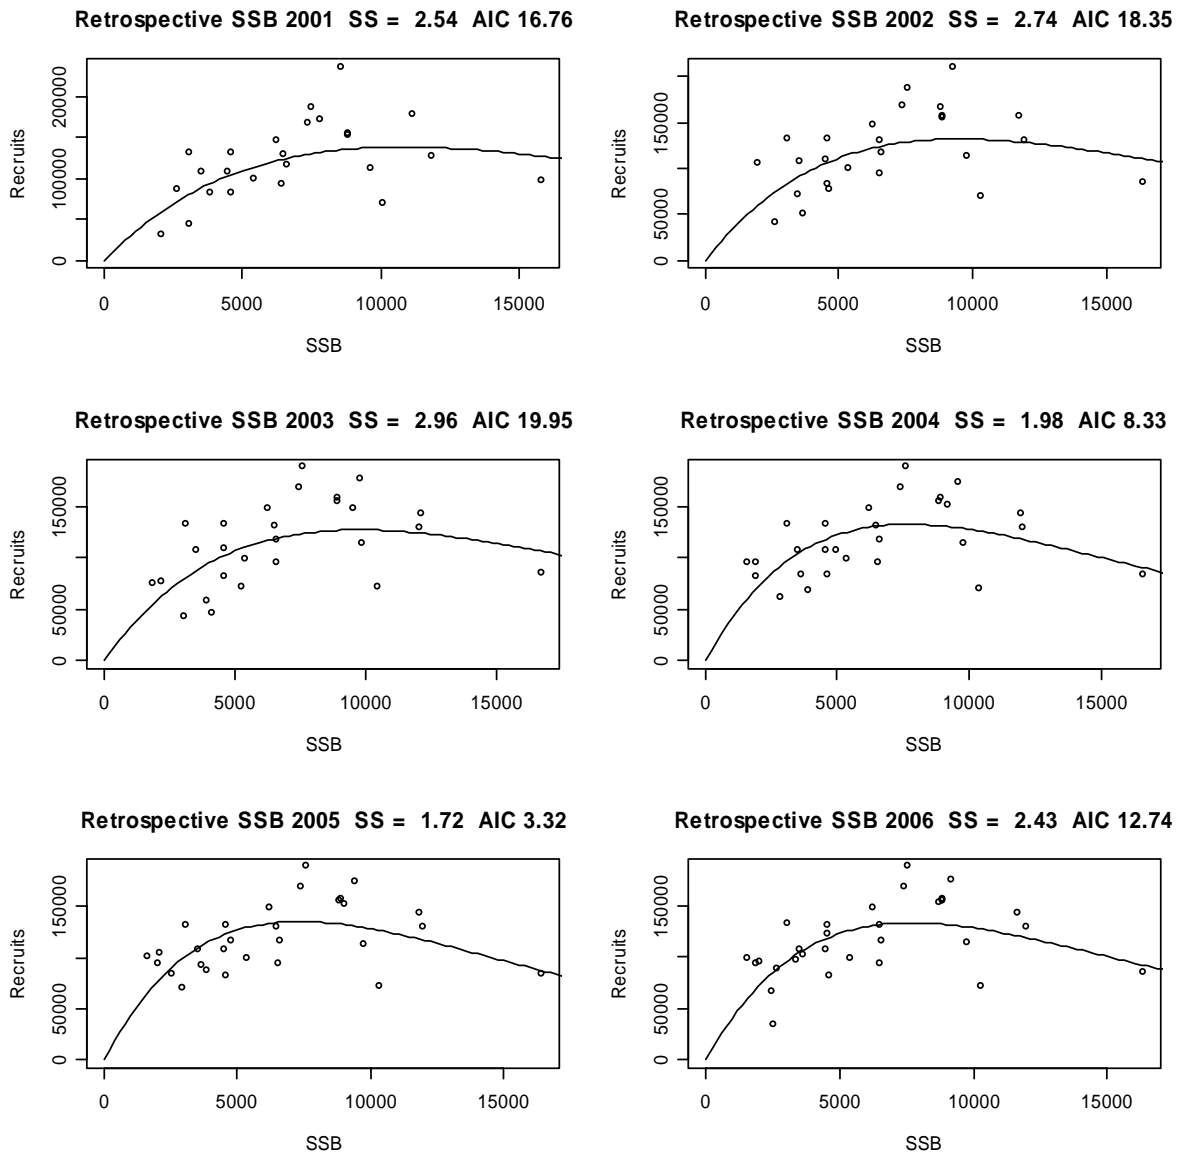 Retrospective SSB 2001 SS = 2.54 AIC 16.76
Recruits
200000
100000
0
0 5000 10000 15000
SSB
Retrospective SSB 2002 SS = 2.74 AIC 18.35
Recruits
150000
50000
0
0 5000 10000 15000
SSB
Retrospective SSB 2003 SS = 2.96 AIC 19.95
Recruits
150000
50000
0
0 5000 10000 15000
SSB
Retrospective SSB 2004 SS = 1.98 AIC 8.33
Recruits
150000
50000
0
0 5000 10000 15000
SSB
Retrospective SSB 2005 SS = 1.72 AIC 3.32
Recruits
150000
50000
0
0 5000 10000 15000
SSB
Retrospective SSB 2006 SS = 2.43 AIC 12.74
Recruits
150000
50000
0
0 5000 10000 15000
SSB